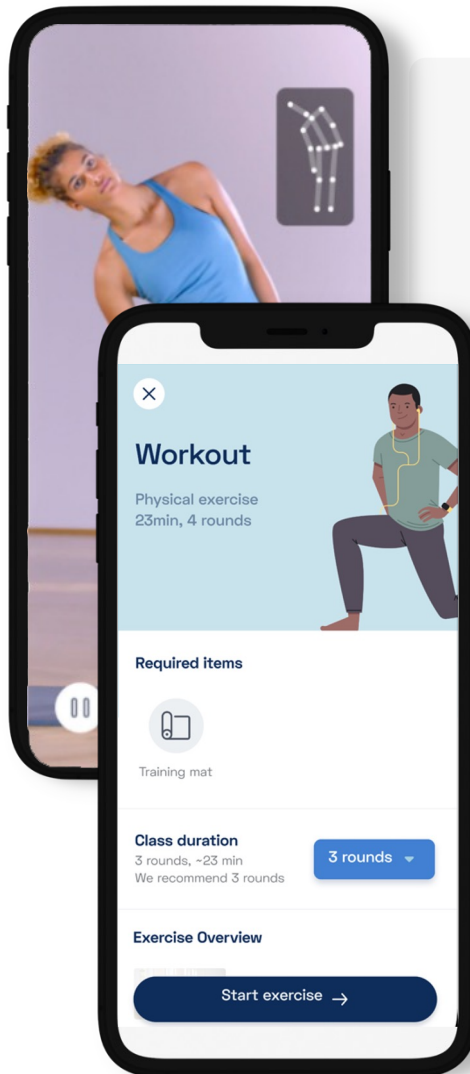 Workout
Physical exercise
23min, 4 rounds
Required items
Training mat
Class duration
3 rounds, ~23 min
We recommend 3 rounds
3 rounds
Exercise Overview
Start exercise →